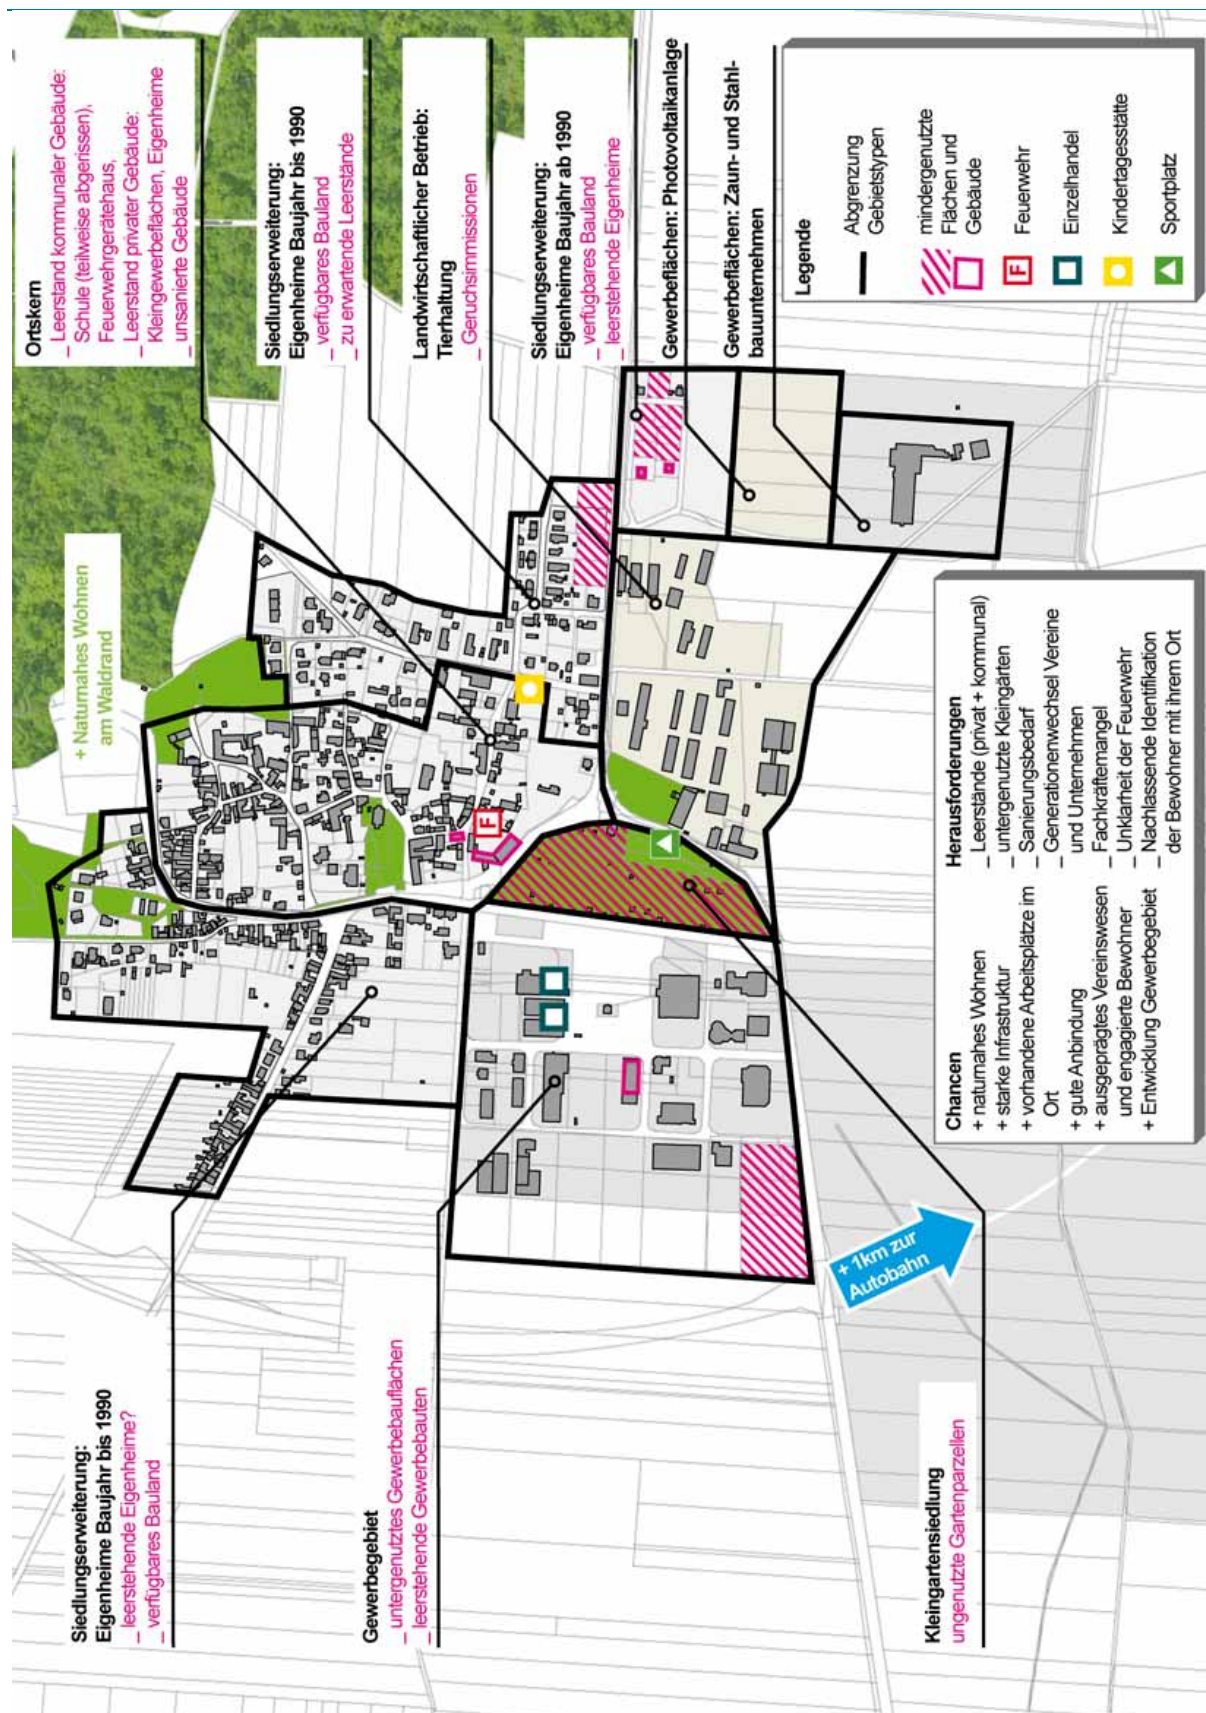 Siedlungserweiterung:
Eigenheime Baujahr bis 1990
_ leerstehende Eigenheime?
_ verfügbares Bauland
Gewerbegebiet
_ untergenutztes Gewerbebauflächen
_ leerstehende Gewerbebauten
Kleingartensiedlung
ungenutzte Gartenparzellen
+ Naturnahes Wohnen
am Waldrand
+ 1km zur
Autobahn
F
Ortskern
_ Leerstand kommunaler Gebäude:
Schule (teilweise abgerissen),
Feuerwehrgerätehaus,
_ Leerstand privater Gebäude:
Kleingewerbeflächen, Eigenheime
_ unsanierte Gebäude
Siedlungserweiterung:
Eigenheime Baujahr bis 1990
_ verfügbares Bauland
_ zu erwartende Leerstände
Landwirtschaftlicher Betrieb:
Tierhaltung
_ Geruchsimmissionen
Siedlungserweiterung:
Eigenheime Baujahr ab 1990
_ verfügbares Bauland
_ leerstehende Eigenheime
Gewerbeflächen: Photovoltaikanlage
Gewerbeflächen: Zaun- und Stahl-
bauunternehmen
Chancen
+ naturnahes Wohnen
+ starke Infrastruktur
+ vorhandene Arbeitsplätze im
Ort
+ gute Anbindung
+ ausgeprägtes Vereinswesen
und engagierte Bewohner
+ Entwicklung Gewerbegebiet
Herausforderungen
_ Leerstände (privat + kommunal)
_ untergenutzte Kleingärten
_ Sanierungsbedarf
_ Generationenwechsel Vereine
und Unternehmen
_ Fachkräftemangel
_ Unklarheit der Feuerwehr
_ Nachlassende Identifikation
der Bewohner mit ihrem Ort
Legende
Abgrenzung
Gebietstypen
mindergenutzte
Flächen und
Gebäude
F Feuerwehr
Einzelhandel
Kindertagesstätte
Sportplatz